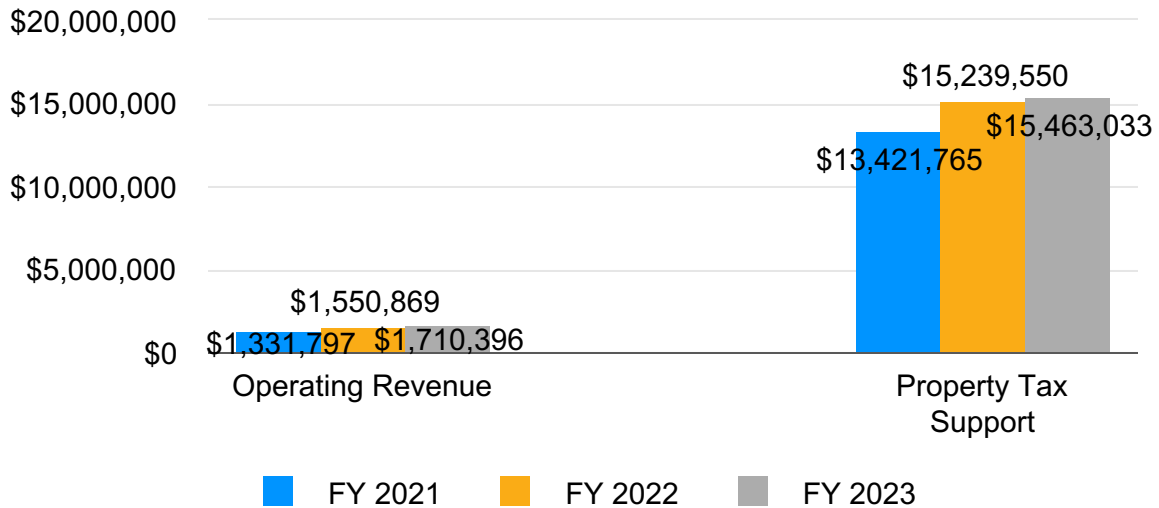 $20,000,000
$15,000,000
$10,000,000
$5,000,000
$0
$15,239,550
$15,463,033
$13,421,765
$1,550,869
$1,331,797
$1,710,396
Operating Revenue
Property Tax
Support
FY 2021
FY 2022
FY 2023